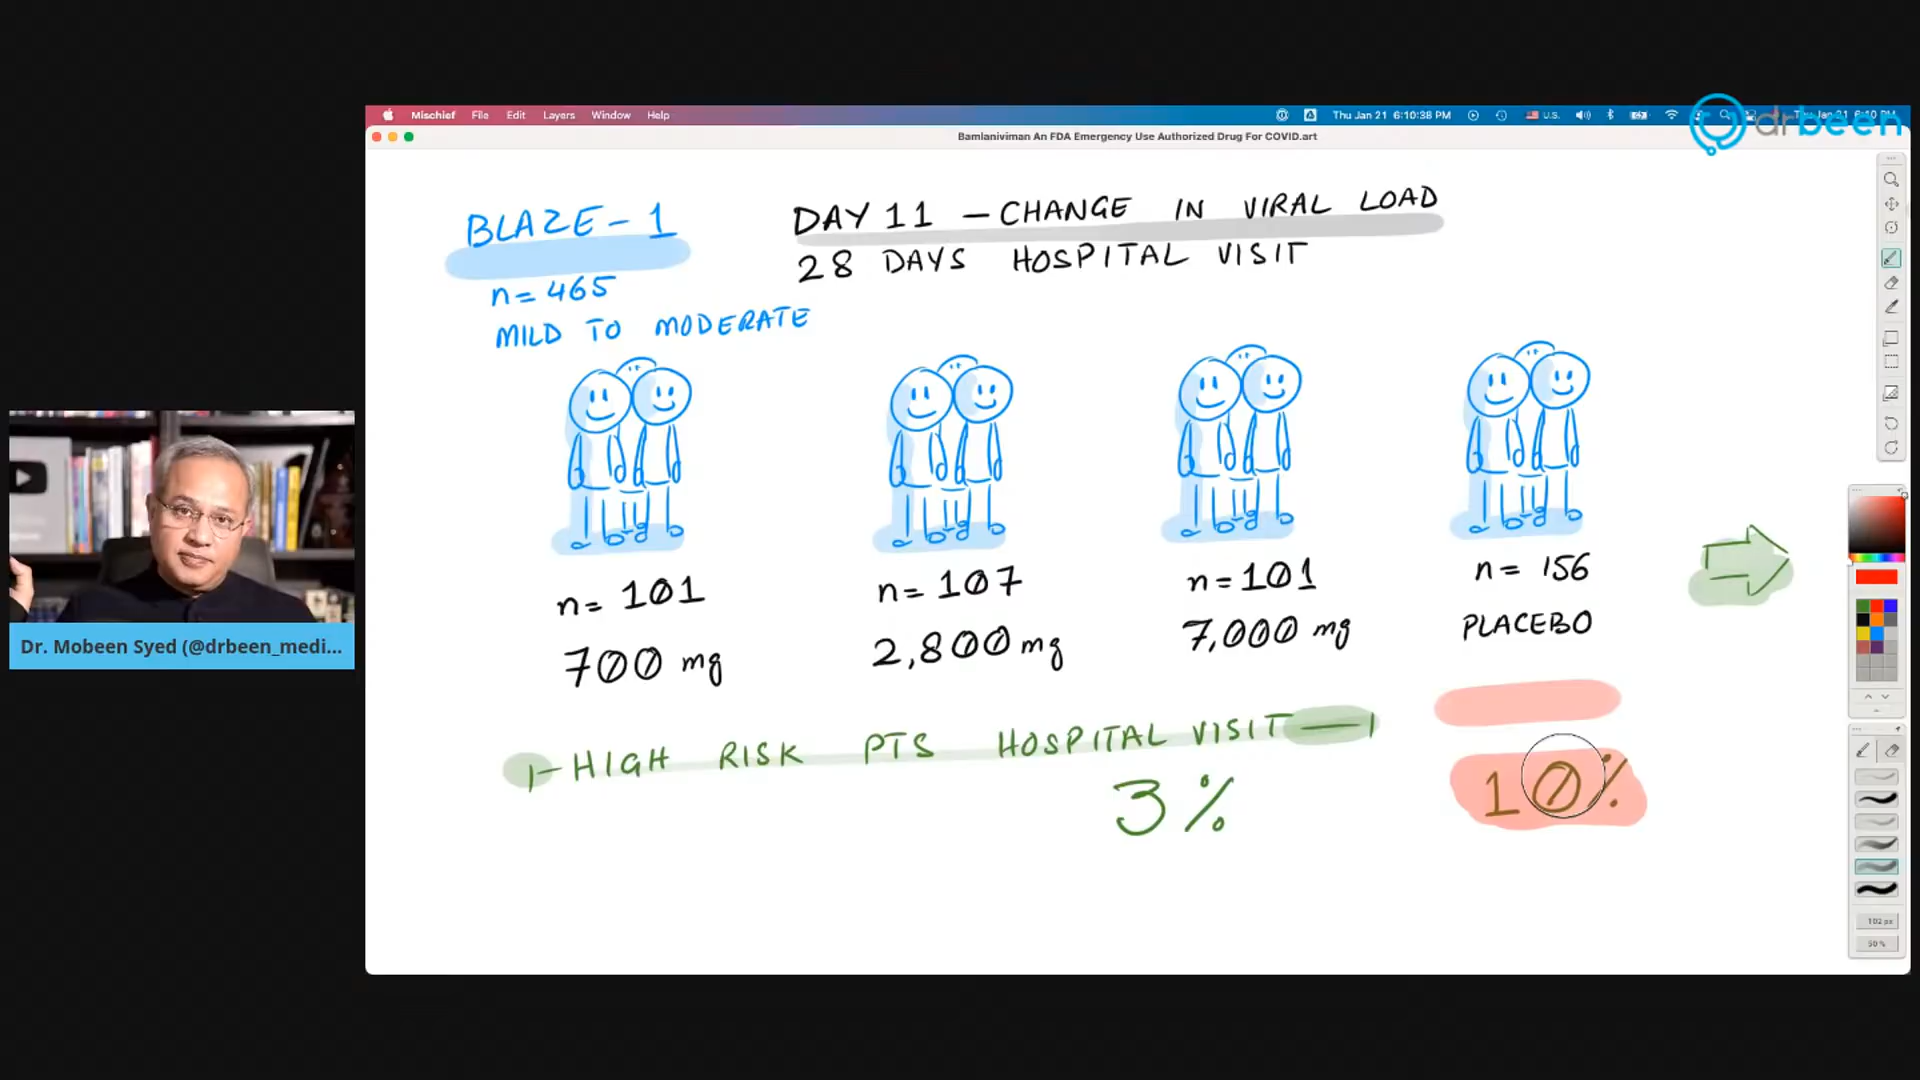 Mischief File Edit Layers Window Help
Thu Jan 21 6:10:38 PM
U.S.
drbeen
Bamlaniviman An FDA Emergency Use Authorized Drug For COVID.art
BLAZE-1
DAY 11 - CHANGE IN VIRAL LOAD
28 DAYS HOSPITAL VISIT
n=465
MILD TO MODERATE
n= 101
n= 107
n=101
n= 156
700 mg
2,800 mg
7,000 mg
PLACEBO
HIGH RISK PTS HOSPITAL VISIT
3%
10%
Dr. Mobeen Syed (@drbeen_medi...
102 px
50 %